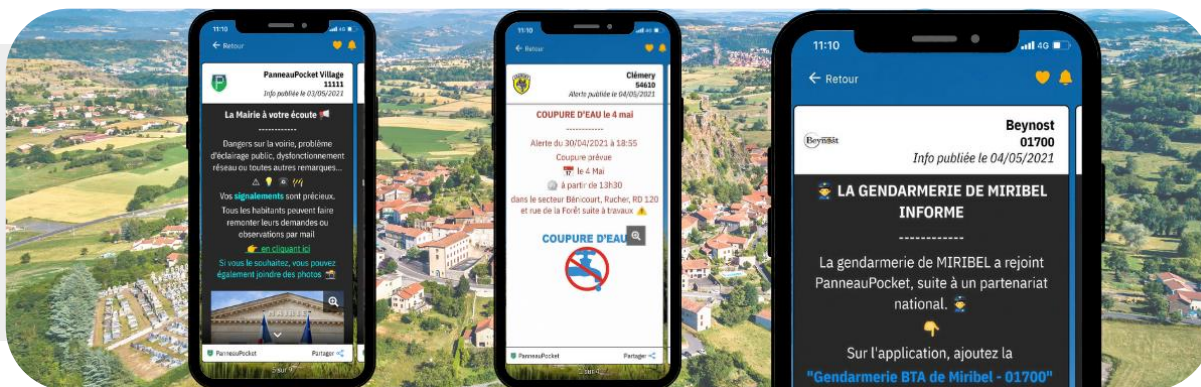 11:10
4G
← Retour
PanneauPocket Village
11111
Info publiée le 03/05/2021
La Mairie à votre écoute
------------
Dangers sur la voirie, problème
d'éclairage public, dysfonctionnement
réseau ou toutes autres remarques...
Vos signalements sont précieux.
Tous les habitants peuvent faire
remonter leurs demandes ou
observations par mail
en cliquant ici
Si vous le souhaitez, vous pouvez
également joindre des photos
MAIRIE
PanneauPocket
Partager
11:10
4G
← Retour
Clémery
54610
Alerte publiée le 04/05/2021
COUPURE D'EAU le 4 mai
------------
Alerte du 30/04/2021 à 18:55
Coupure prévue
le 4 Mai
à partir de 13h30
dans le secteur Bénicourt, Rucher, RD 120
et rue de la Forêt suite à travaux
COUPURE D'EAU
PanneauPocket
Partager
11:10
4G
← Retour
Beynost
Beynost
01700
Info publiée le 04/05/2021
LA GENDARMERIE DE MIRIBEL
INFORME
------------
La gendarmerie de MIRIBEL a rejoint
PanneauPocket, suite à un partenariat
national.
Sur l'application, ajoutez la
"Gendarmerie BTA de Miribel - 01700"